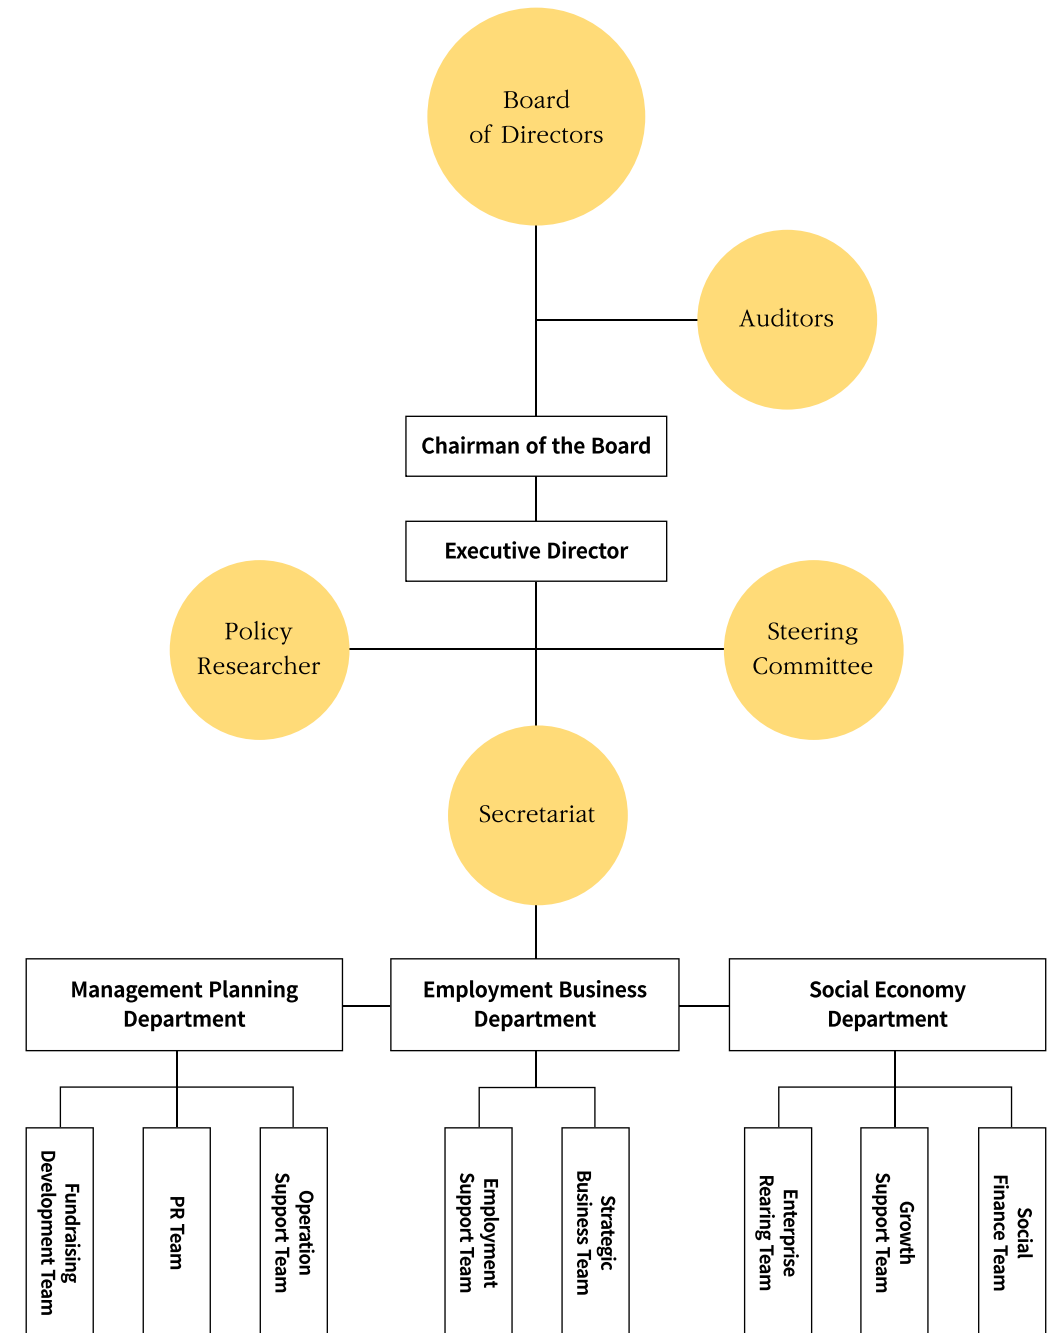 Board
of Directors
Auditors
Chairman of the Board
Executive Director
Policy
Researcher
Steering
Committee
Secretariat
Management Planning
Department
Employment Business
Department
Social Economy
Department
Fundraising
Development Team
PR Team
Operation
Support Team
Employment
Support Team
Strategic
Business Team
Enterprise
Rearing Team
Growth
Support Team
Social
Finance Team